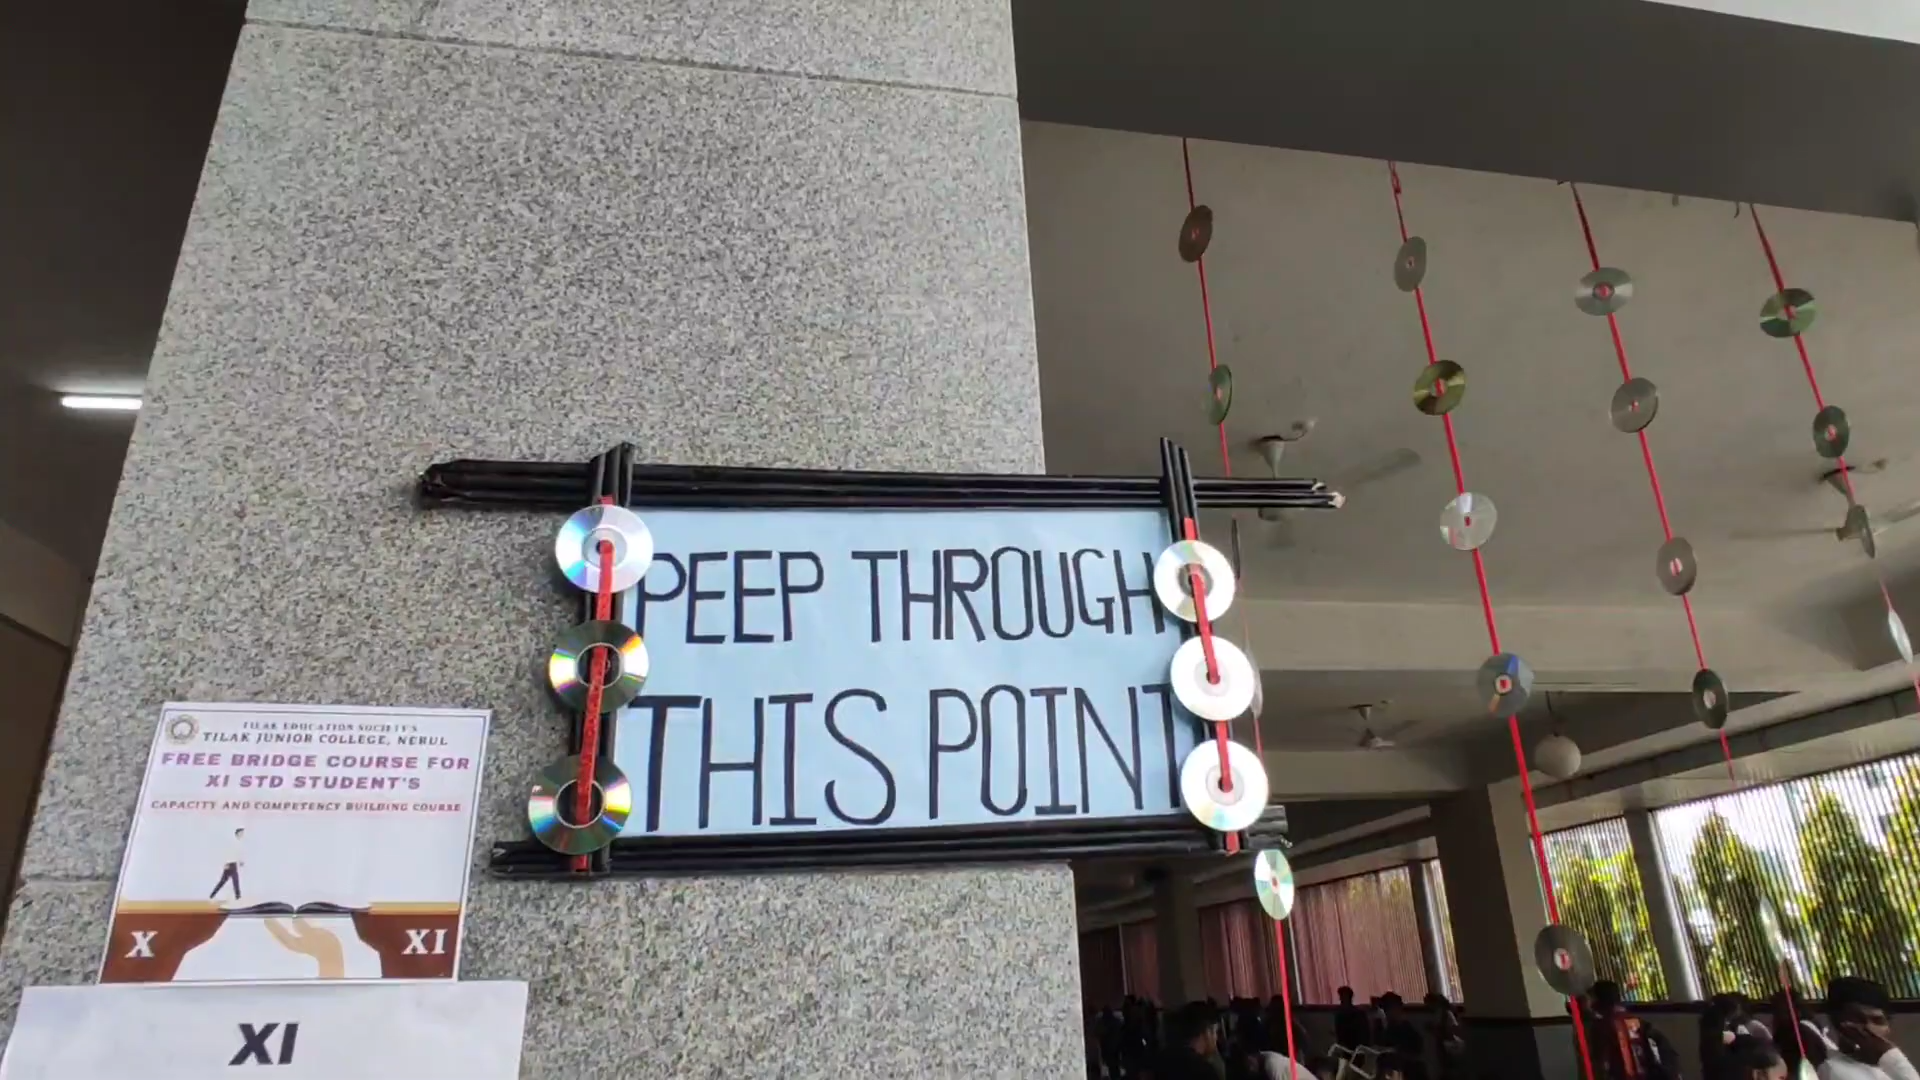 PEEP THROUGH
THIS POINT
TILAK EDUCATION SOCIETY'S
TILAK JUNIOR COLLEGE, NERUL
FREE BRIDGE COURSE FOR
XI STD STUDENT'S
CAPACITY AND COMPETENCY BUILDING COURSE
X
XI
XI